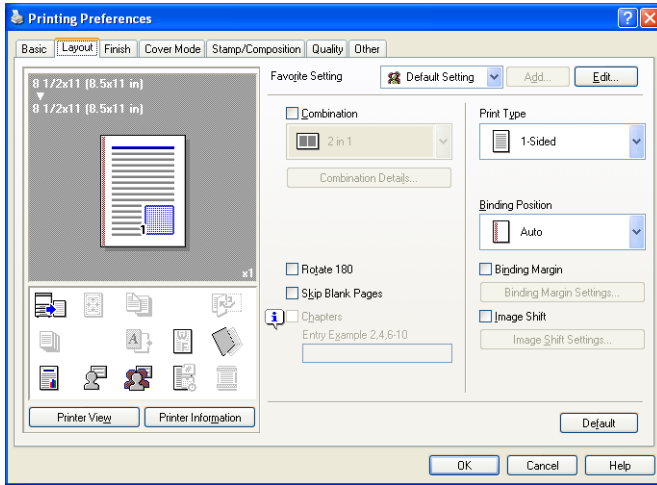 Printing Preferences
Basic Layout Finish Cover Mode Stamp/Composition Quality Other
8 1/2x11 (8.5x11 in)
8 1/2x11 (8.5x11 in)
1
x1
Printer View Printer Information
Favorite Setting Default Setting Add... Edit...
Combination
2 in 1
Combination Details...
Print Type
1-Sided
Binding Position
Auto
Rotate 180
Skip Blank Pages
Chapters
Entry Example 2,4,6-10
Binding Margin
Binding Margin Settings...
Image Shift
Image Shift Settings...
Default
OK Cancel Help